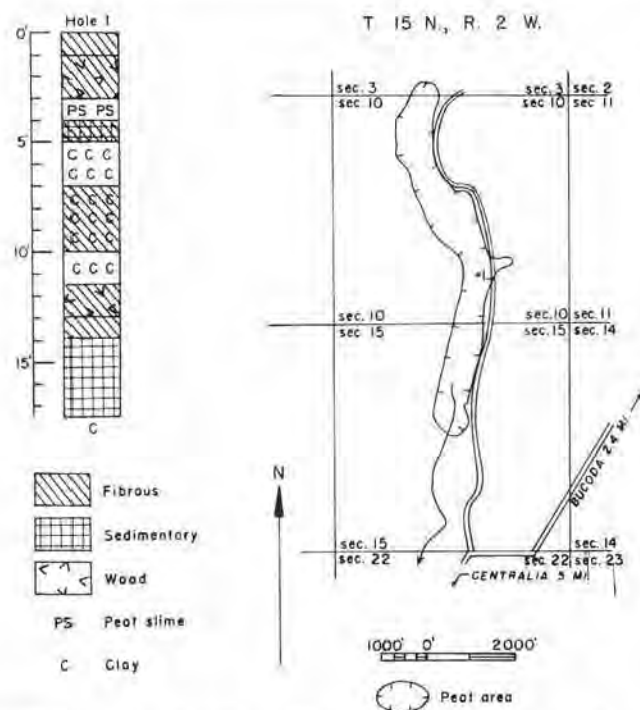 Hole 1
0'
PS PS
5'
C C C
C C C
C C C
C C C
C C C
10'
C C C
15'
C
Fibrous
Sedimentary
Wood
PS Peat slime
C Clay
T 15 N., R. 2 W.
sec. 3 sec. 3 sec. 2
sec. 10 sec. 10 sec. 11
1
sec. 10 sec. 10 sec. 11
sec. 15 sec. 15 sec. 14
BUCODA 2.4 MI.
N
sec. 15 sec. 14
sec. 22 sec. 22 sec. 23
CENTRALIA 5 MI.
1000' 0' 2000'
Peat area